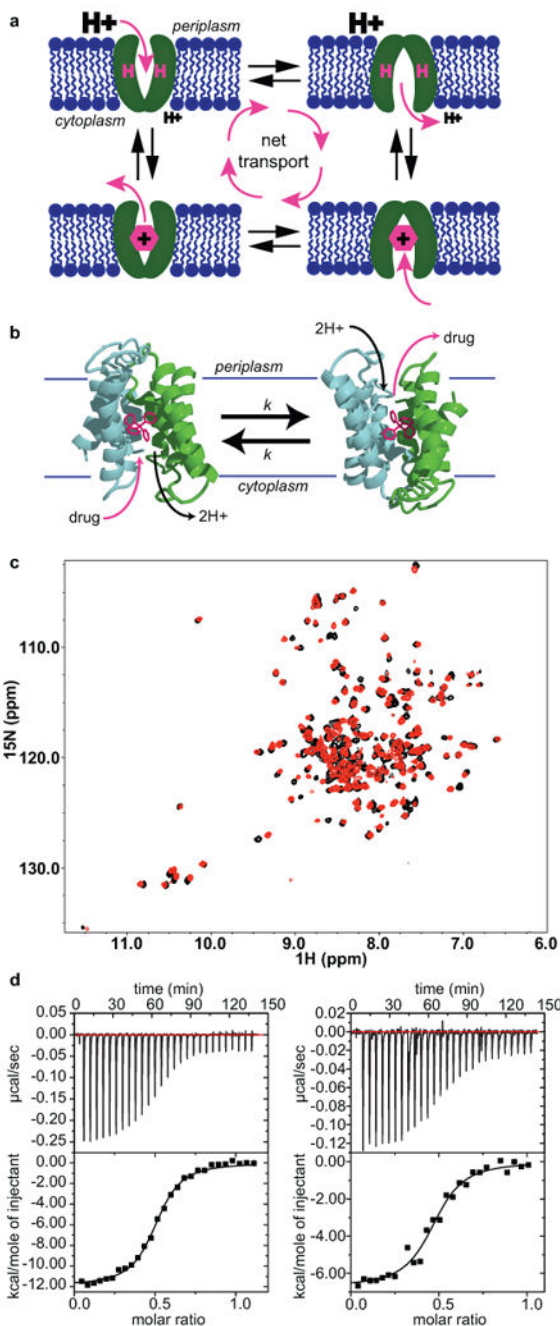 a
H+ periplasm H+
H H H H
cytoplasm H+ H+
net
transport
+ +
b
2H+ drug
periplasm
k
k
cytoplasm
drug 2H+
c
110.0
120.0
130.0
15N (ppm)
11.0 10.0 9.0 8.0 7.0 6.0
1H (ppm)
d
time (min) time (min)
0 30 60 90 120 150 0 20 40 60 80 100 120 140
0.05 0.02
0.00 0.00
-0.05 -0.02
-0.10 -0.04
-0.15 -0.06
-0.20 -0.08
-0.25 -0.10
-0.12
µcal/sec µcal/sec
0.00 0.00
-2.00 -2.00
-4.00 -4.00
-6.00 -6.00
-8.00
-10.00
-12.00
kcal/mole of injectant kcal/mole of injectant
0.0 0.5 1.0 0.0 0.5 1.0
molar ratio molar ratio